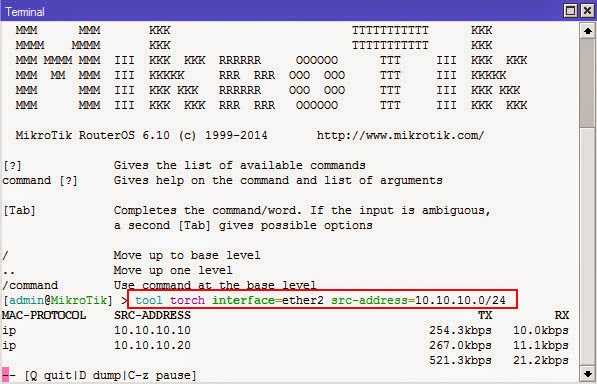 Terminal
MMM MMM KKK TTTTTTTTTTT KKK
MMMM MMMM KKK TTTTTTTTTTT KKK
MMM MMMM MMM III KKK KKK RRRRRR OOOOOO TTT III KKK KKK
MMM MM MMM III KKKKK RRR RRR OOO OOO TTT III KKKKK
MMM MMM III KKK KKK RRRRRR OOO OOO TTT III KKK KKK
MMM MMM III KKK KKK RRR RRR OOOOOO TTT III KKK KKK
MikroTik RouterOS 6.10 (c) 1999-2014 http://www.mikrotik.com/
[?] Gives the list of available commands
command [?] Gives help on the command and list of arguments
[Tab] Completes the command/word. If the input is ambiguous,
a second [Tab] gives possible options
/ Move up to base level
.. Move up one level
/command Use command at the base level
[admin@MikroTik] > tool torch interface=ether2 src-address=10.10.10.0/24
MAC-PROTOCOL SRC-ADDRESS TX RX
ip 10.10.10.10 254.3kbps 10.0kbps
ip 10.10.10.20 267.0kbps 11.1kbps
521.3kbps 21.2kbps
-- [Q quit|D dump|C-z pause]